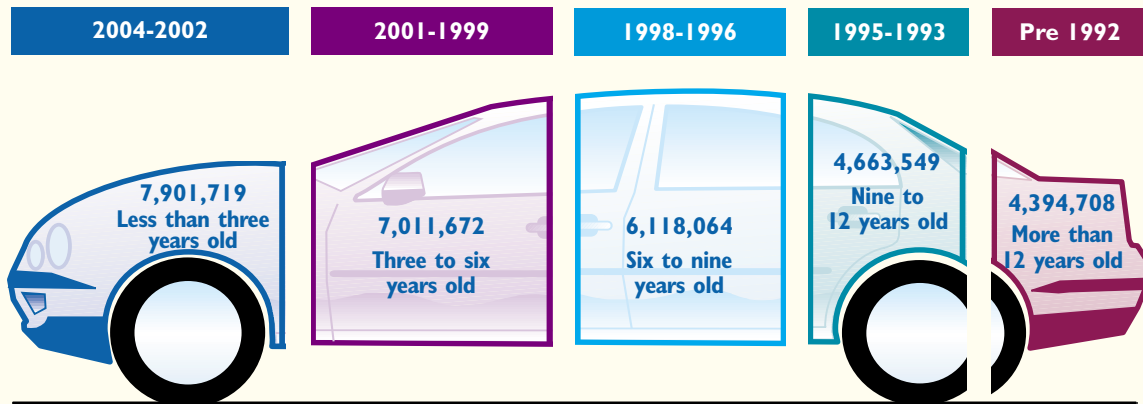 2004-2002
2001-1999
1998-1996
1995-1993
Pre 1992
7,901,719
Less than three
years old
7,011,672
Three to six
years old
6,118,064
Six to nine
years old
4,663,549
Nine to
12 years old
4,394,708
More than
12 years old